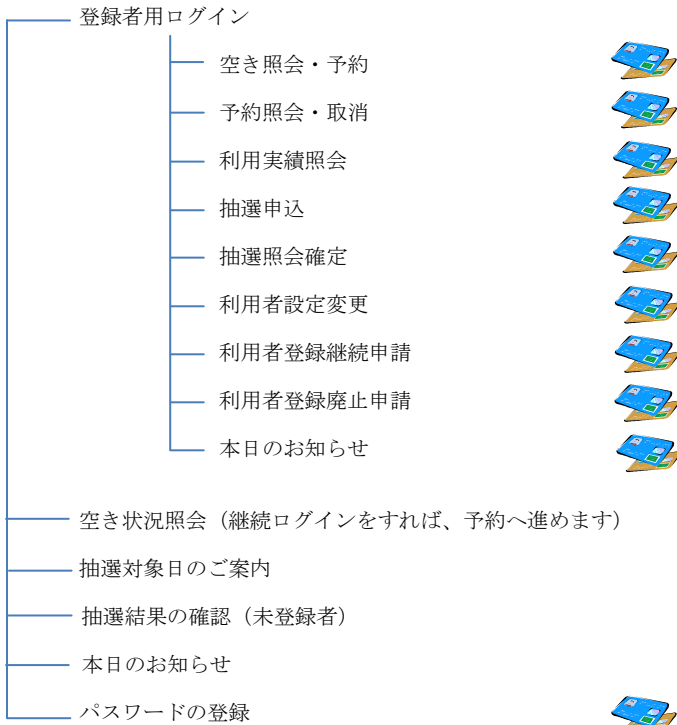 登録者用ログイン
空き照会・予約
予約照会・取消
利用実績照会
抽選申込
抽選照会確定
利用者設定変更
利用者登録継続申請
利用者登録廃止申請
本日のお知らせ
空き状況照会（継続ログインをすれば、予約へ進めます）
抽選対象日のご案内
抽選結果の確認（未登録者）
本日のお知らせ
パスワードの登録